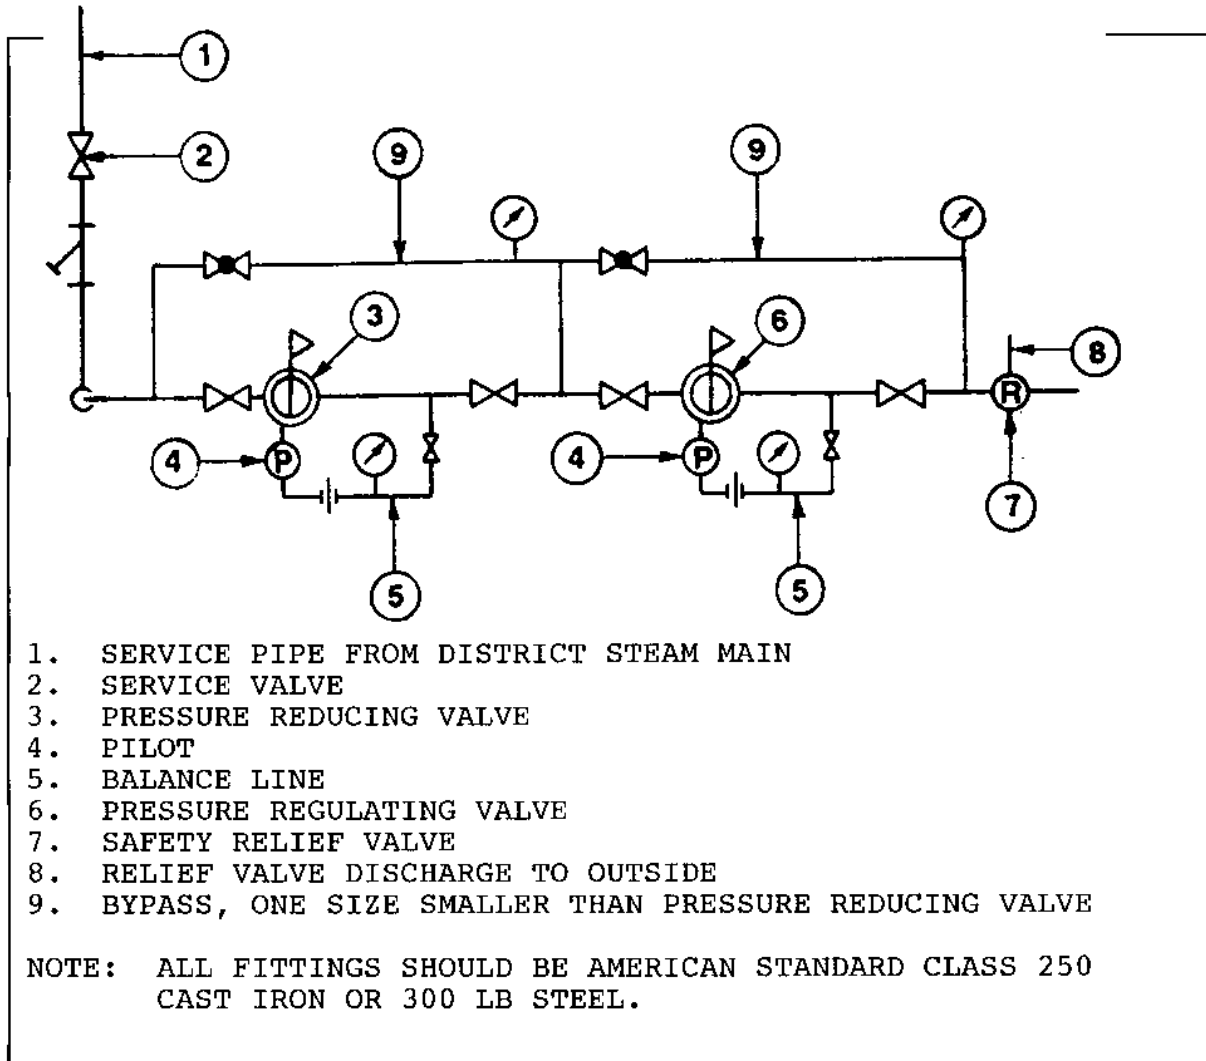 1
2
9
9
3
6
8
R
4
P
4
P
7
5
5
1. SERVICE PIPE FROM DISTRICT STEAM MAIN
2. SERVICE VALVE
3. PRESSURE REDUCING VALVE
4. PILOT
5. BALANCE LINE
6. PRESSURE REGULATING VALVE
7. SAFETY RELIEF VALVE
8. RELIEF VALVE DISCHARGE TO OUTSIDE
9. BYPASS, ONE SIZE SMALLER THAN PRESSURE REDUCING VALVE
NOTE: ALL FITTINGS SHOULD BE AMERICAN STANDARD CLASS 250
CAST IRON OR 300 LB STEEL.